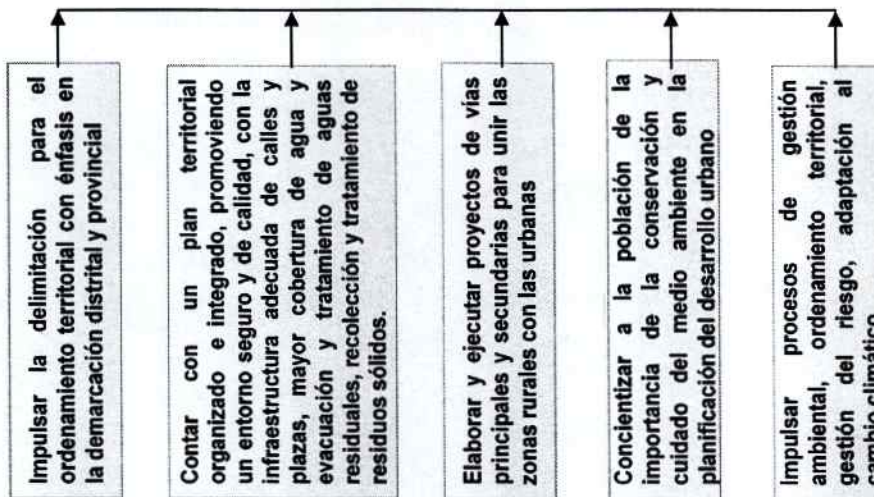 Impulsar la delimitación para el
ordenamiento territorial con énfasis en
la demarcación distrital y provincial
Contar con un plan territorial
organizado e integrado, promoviendo
un entorno seguro y de calidad, con la
infraestructura adecuada de calles y
plazas, mayor cobertura de agua y
evacuación y tratamiento de aguas
residuales, recolección y tratamiento de
residuos sólidos.
Elaborar y ejecutar proyectos de vías
principales y secundarias para unir las
zonas rurales con las urbanas
Concientizar a la población de la
importancia de la conservación y
cuidado del medio ambiente en la
planificación del desarrollo urbano
Impulsar procesos de gestión
ambiental, ordenamiento territorial,
gestión del riesgo, adaptación al
cambio climático